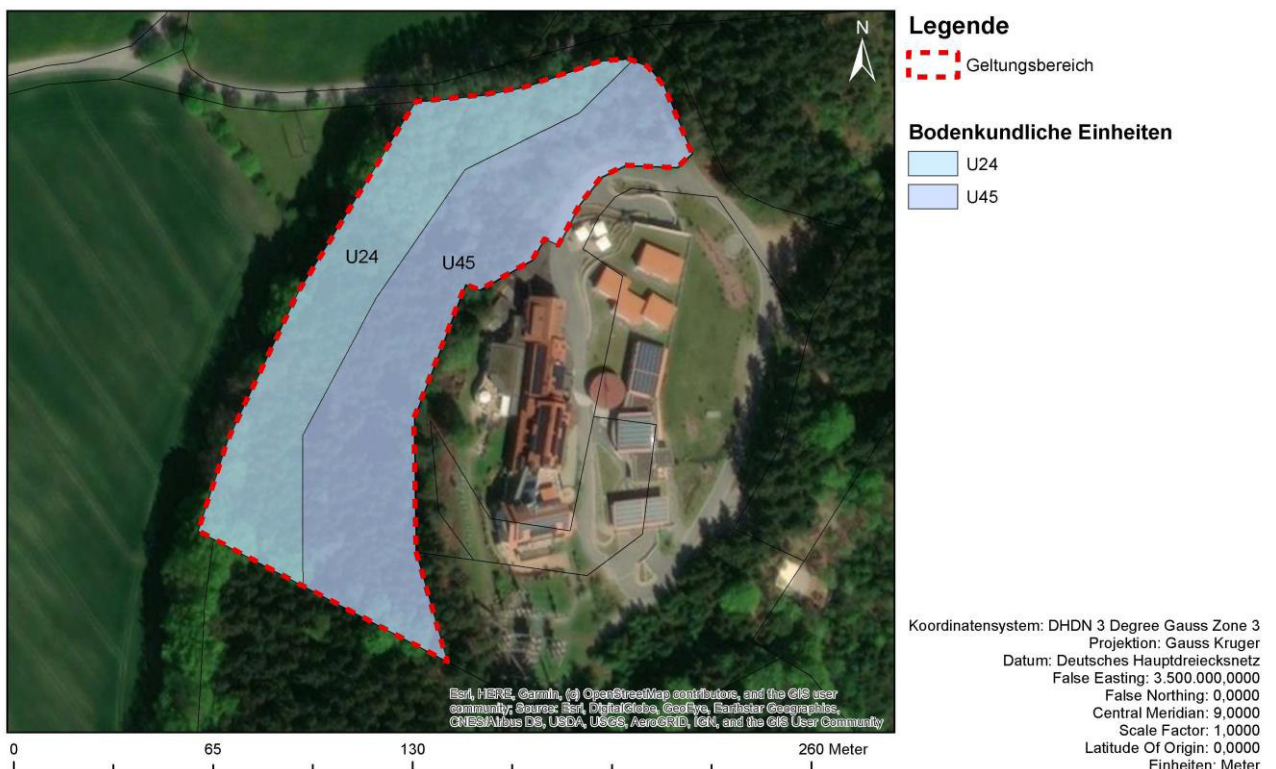 N
U24
U45
Esri, HERE, Garmin, (c) OpenStreetMap contributors, and the GIS user
community; Source: Esri, DigitalGlobe, GeoEye, Earthstar Geographics,
CNES/Airbus DS, USDA, USGS, AeroGRID, IGN, and the GIS User Community
0 65 130 260 Meter
Legende
Geltungsbereich
Bodenkundliche Einheiten
U24
U45
Koordinatensystem: DHDN 3 Degree Gauss Zone 3
Projektion: Gauss Kruger
Datum: Deutsches Hauptdreiecksnetz
False Easting: 3.500.000,0000
False Northing: 0,0000
Central Meridian: 9,0000
Scale Factor: 1,0000
Latitude Of Origin: 0,0000
Einheiten: Meter